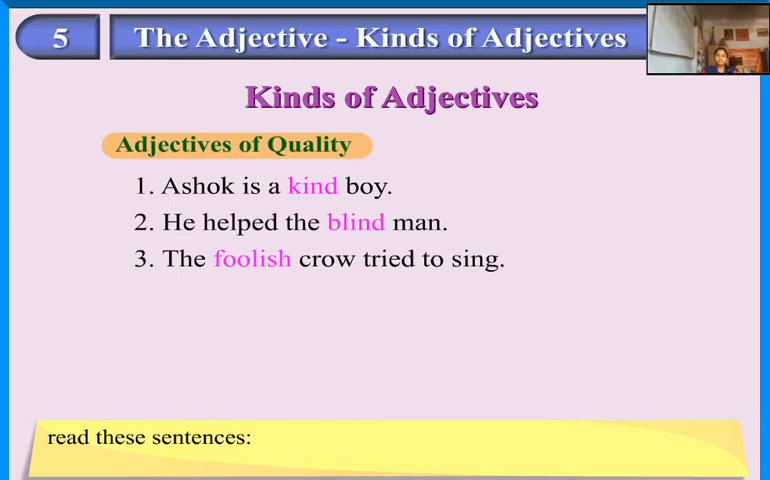 5
The Adjective - Kinds of Adjectives
Kinds of Adjectives
Adjectives of Quality
1. Ashok is a kind boy.
2. He helped the blind man.
3. The foolish crow tried to sing.
read these sentences: